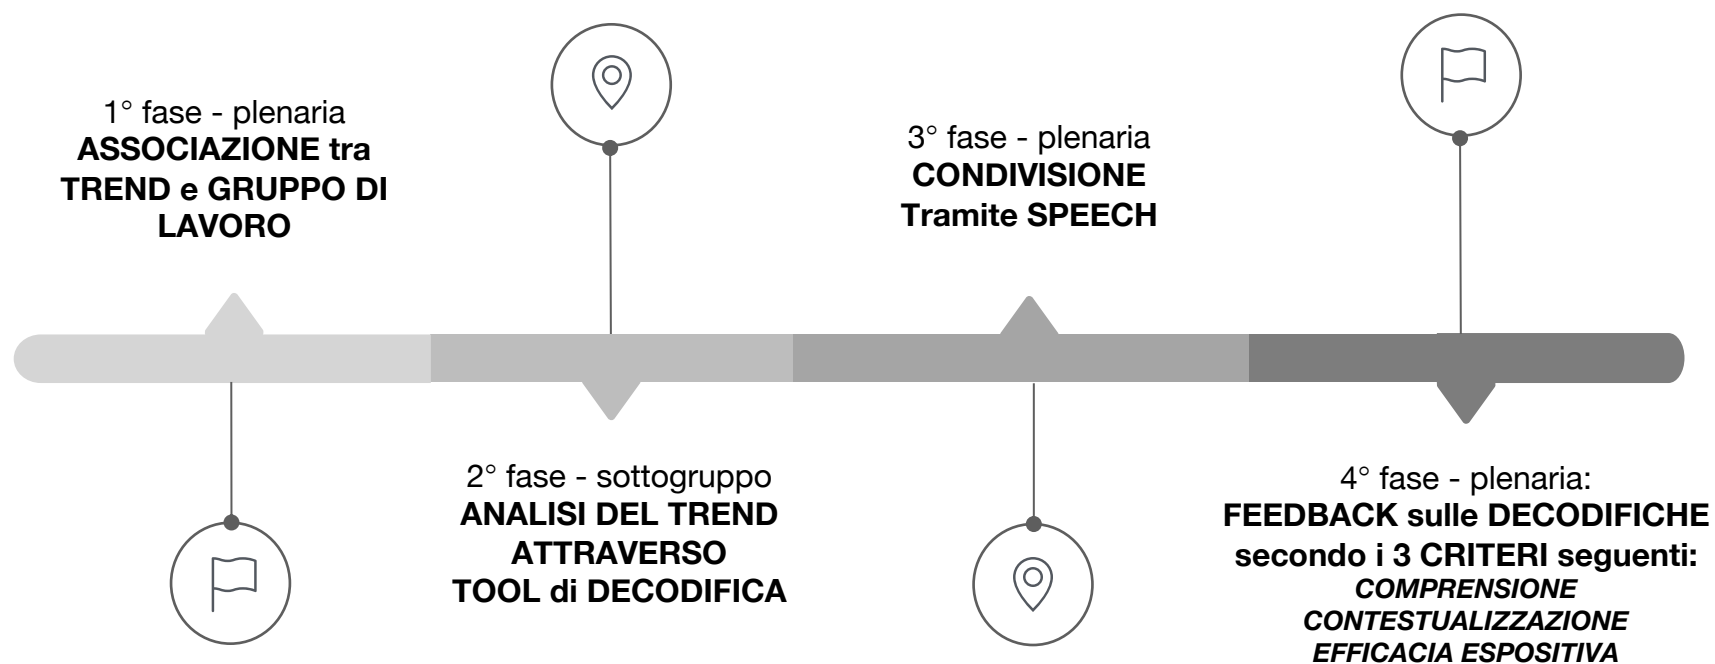 1° fase - plenaria
ASSOCIAZIONE tra
TREND e GRUPPO DI
LAVORO
2° fase - sottogruppo
ANALISI DEL TREND
ATTRAVERSO
TOOL di DECODIFICA
3° fase - plenaria
CONDIVISIONE
Tramite SPEECH
4° fase - plenaria:
FEEDBACK sulle DECODIFICHE
secondo i 3 CRITERI seguenti:
COMPRENSIONE
CONTESTUALIZZAZIONE
EFFICACIA ESPOSITIVA